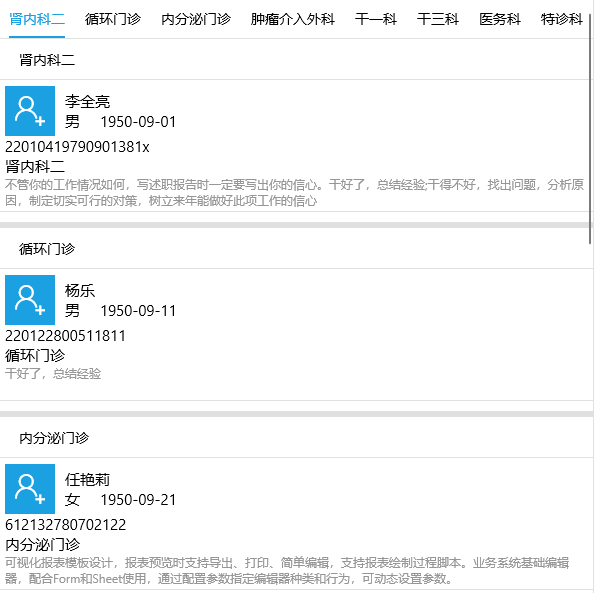 肾内科二 循环门诊 内分泌门诊 肿瘤介入外科 干一科 干三科 医务科 特诊科
肾内科二
李全亮
男 1950-09-01
22010419790901381x
肾内科二
不管你的工作情况如何，写述职报告时一定要写出你的信心。干好了，总结经验;干得不好，找出问题，分析原
因，制定切实可行的对策，树立来年能做好此项工作的信心
循环门诊
杨乐
男 1950-09-11
220122800511811
循环门诊
干好了，总结经验
内分泌门诊
任艳莉
女 1950-09-21
612132780702122
内分泌门诊
可视化报表模板设计，报表预览时支持导出、打印、简单编辑，支持报表绘制过程脚本。业务系统基础编辑
器，配合Form和Sheet使用，通过配置参数指定编辑器种类和行为，可动态设置参数。